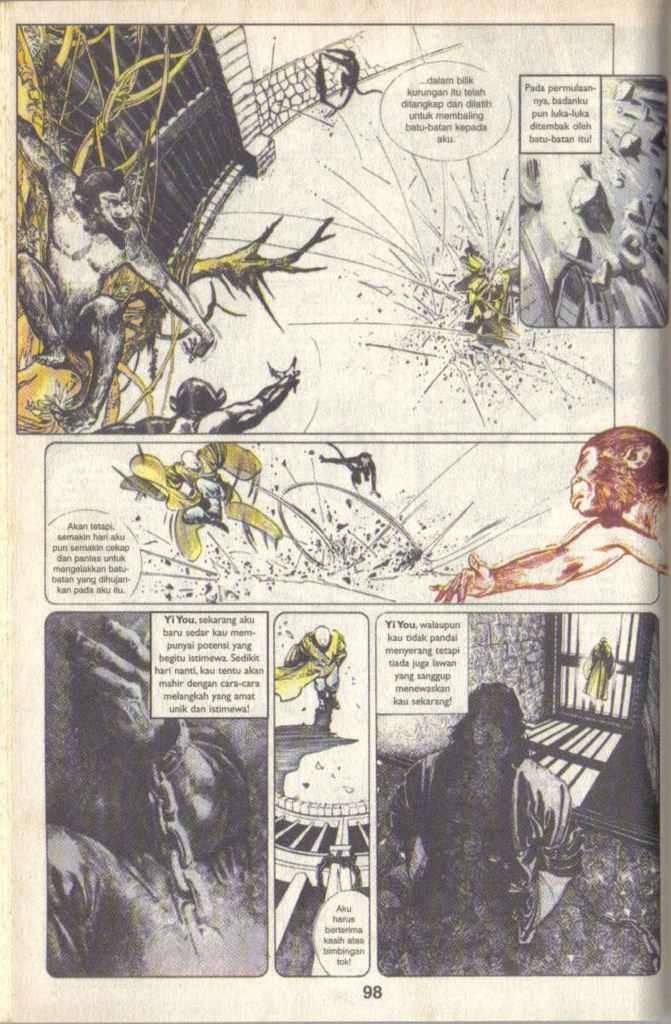 ...dalam bilik
kurungan itu telah
ditangkap dan dilatih
untuk membaling
batu-batan kepada
aku.
Pada permulaan-
nya, badanku
pun luka-luka
ditembak oleh
batu-batan itu!
Akan tetapi,
semakin hari aku
pun semakin cekap
dan pantas untuk
mengelakkan batu-
batan yang dihujan-
kan pada aku itu.
Yi You, sekarang aku
baru sedar kau mem-
punyai potensi yang
begitu istimewa. Sedikit
hari nanti, kau tentu akan
mahir dengan cara-cara
melangkah yang amat
unik dan istimewa!
Aku
harus
berterima
kasih atas
bimbingan
tok!
Yi You, walaupun
kau tidak pandai
menyerang tetapi
tiada juga lawan
yang sanggup
menewaskan
kau sekarang!
98